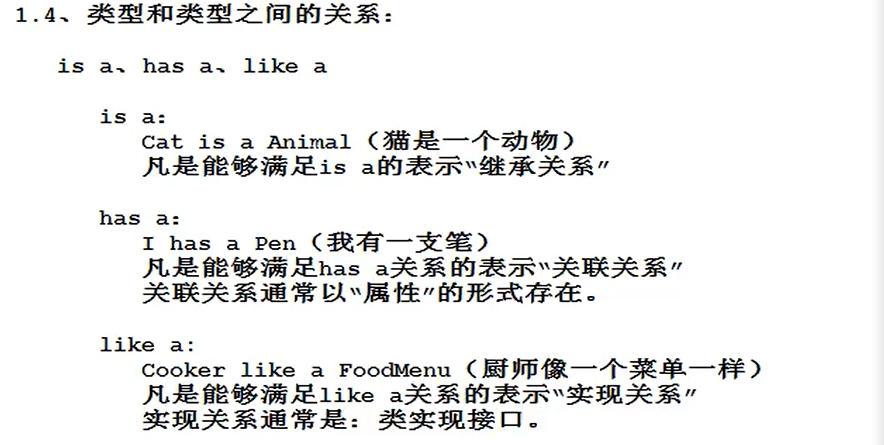 1.4、类型和类型之间的关系：
is a、has a、like a
is a:
Cat is a Animal（猫是一个动物）
凡是能够满足is a的表示“继承关系”
has a:
I has a Pen（我有一支笔）
凡是能够满足has a关系的表示“关联关系”
关联关系通常以“属性”的形式存在。
like a:
Cooker like a FoodMenu（厨师像一个菜单一样）
凡是能够满足like a关系的表示“实现关系”
实现关系通常是：类实现接口。